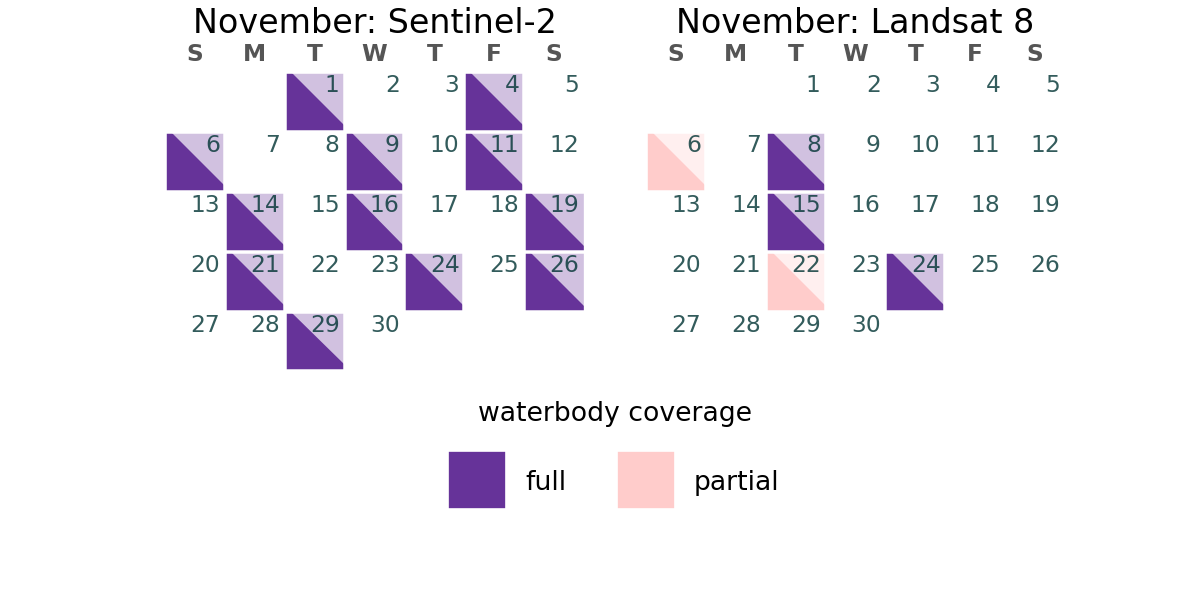 November: Sentinel-2
S M T W T F S
1 2 3 4 5
6 7 8 9 10 11 12
13 14 15 16 17 18 19
20 21 22 23 24 25 26
27 28 29 30
November: Landsat 8
S M T W T F S
1 2 3 4 5
6 7 8 9 10 11 12
13 14 15 16 17 18 19
20 21 22 23 24 25 26
27 28 29 30
waterbody coverage
full partial